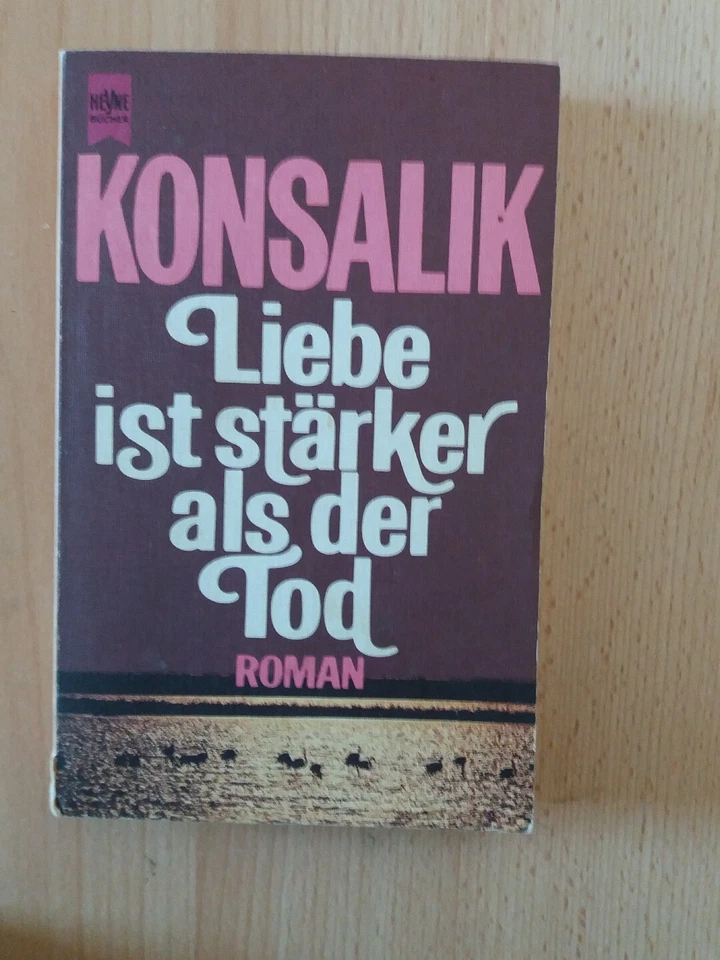 HEYNE
BÜCHER
KONSALIK
Liebe
ist stärker
als der
Tod
ROMAN